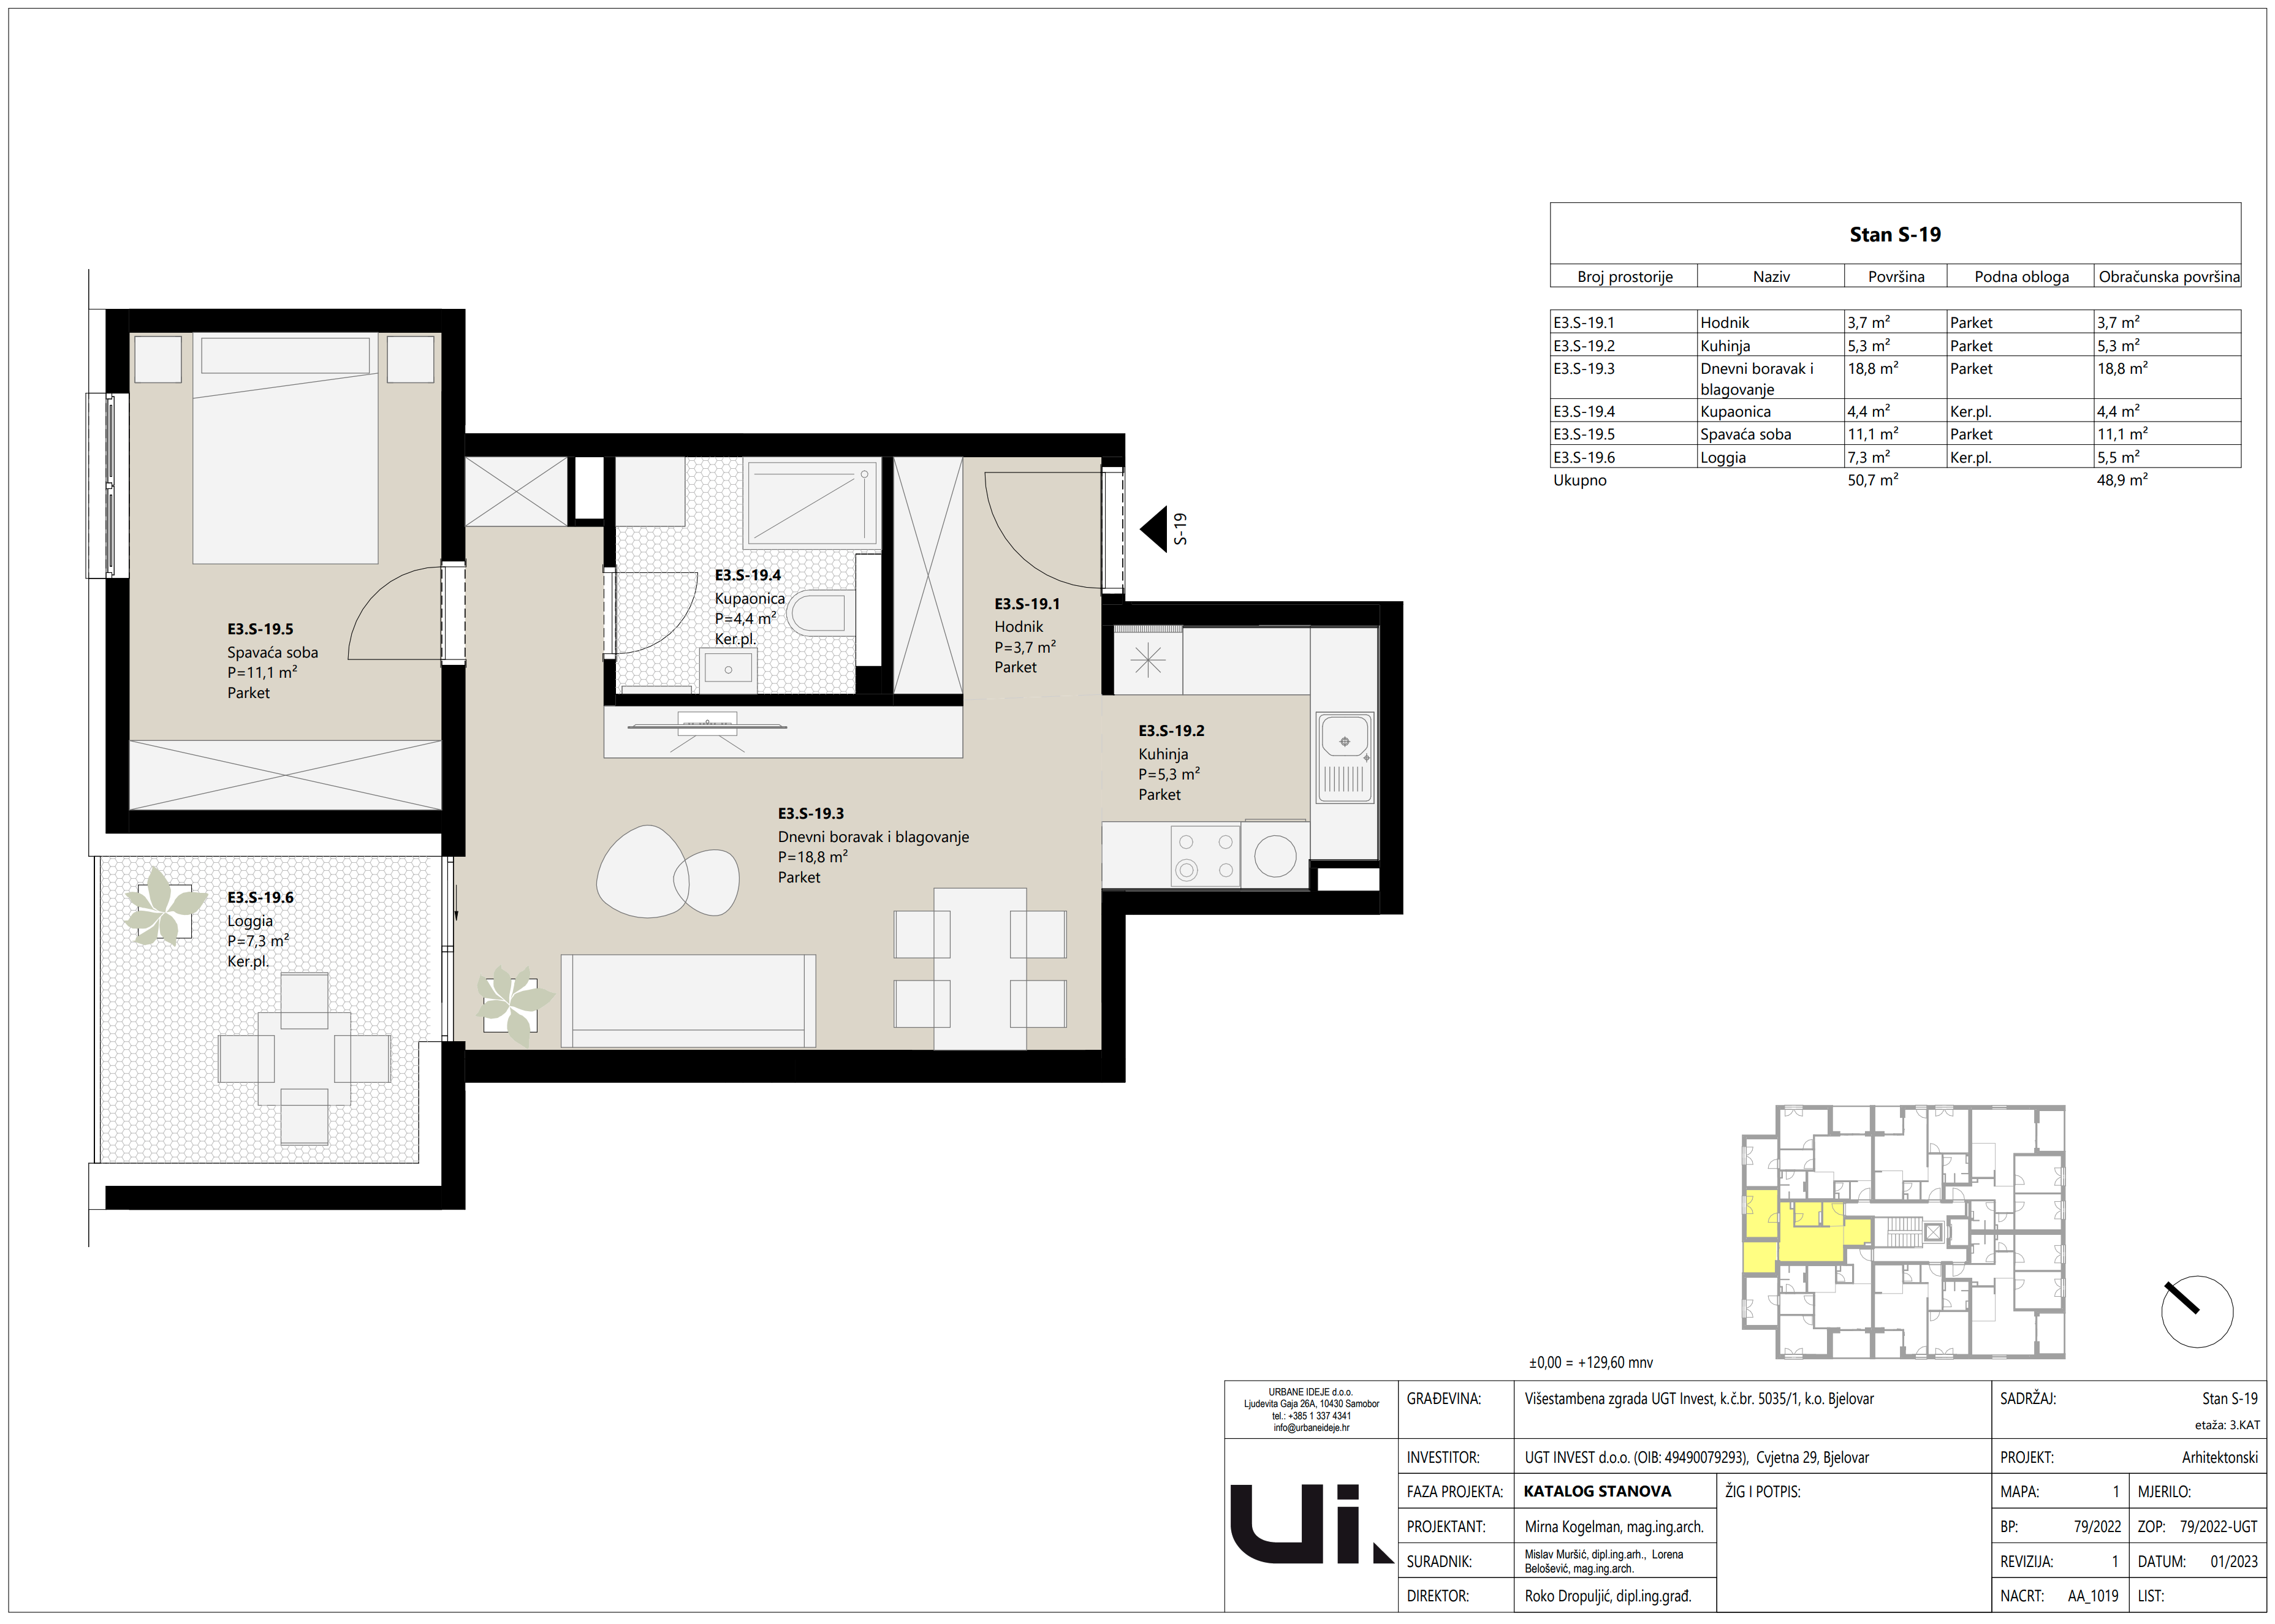 Stan S-19
Broj prostorije Naziv Površina Podna obloga Obračunska površina
E3.S-19.1 Hodnik 3,7 m² Parket 3,7 m²
E3.S-19.2 Kuhinja 5,3 m² Parket 5,3 m²
E3.S-19.3 Dnevni boravak i 18,8 m² Parket 18,8 m²
blagovanje
E3.S-19.4 Kupaonica 4,4 m² Ker.pl. 4,4 m²
E3.S-19.5 Spavaća soba 11,1 m² Parket 11,1 m²
E3.S-19.6 Loggia 7,3 m² Ker.pl. 5,5 m²
Ukupno 50,7 m² 48,9 m²
E3.S-19.5
Spavaća soba
P=11,1 m²
Parket
E3.S-19.4
Kupaonica
P=4,4 m²
Ker.pl.
E3.S-19.1
Hodnik
P=3,7 m²
Parket
S-19
E3.S-19.2
Kuhinja
P=5,3 m²
Parket
E3.S-19.3
Dnevni boravak i blagovanje
P=18,8 m²
Parket
E3.S-19.6
Loggia
P=7,3 m²
Ker.pl.
±0,00 = +129,60 mnv
URBANE IDEJE d.o.o.
Ljudevita Gaja 26A, 10430 Samobor
tel.: +385 1 337 4341
info@urbaneideje.hr
ui
GRAĐEVINA: Višestambena zgrada UGT Invest, k.č.br. 5035/1, k.o. Bjelovar
INVESTITOR: UGT INVEST d.o.o. (OIB: 49490079293), Cvjetna 29, Bjelovar
FAZA PROJEKTA: KATALOG STANOVA
ŽIG I POTPIS:
PROJEKTANT: Mirna Kogelman, mag.ing.arch.
SURADNIK: Mislav Muršić, dipl.ing.arh., Lorena
Belošević, mag.ing.arch.
DIREKTOR: Roko Dropuljić, dipl.ing.građ.
SADRŽAJ: Stan S-19
etaža: 3.KAT
PROJEKT: Arhitektonski
MAPA: 1 MJERILO:
BP: 79/2022 ZOP: 79/2022-UGT
REVIZIJA: 1 DATUM: 01/2023
NACRT: AA_1019 LIST: